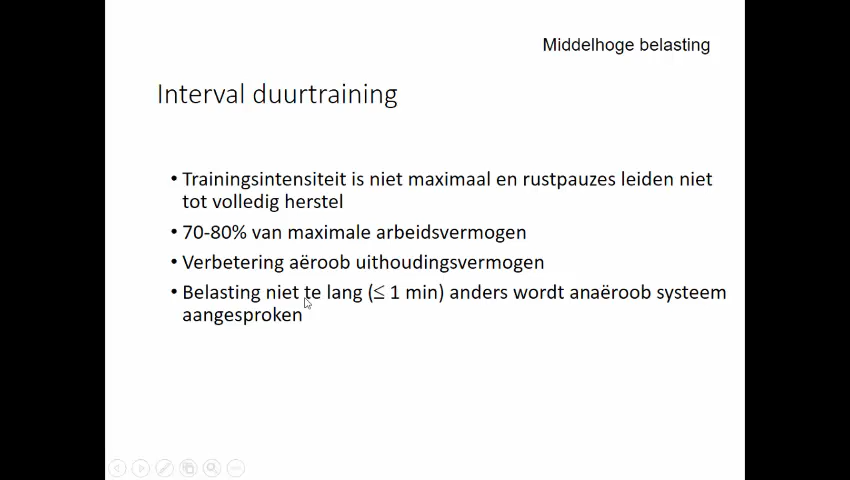 Middelhoge belasting
Interval duurtraining
• Trainingsintensiteit is niet maximaal en rustpauzes leiden niet
tot volledig herstel
• 70-80% van maximale arbeidsvermogen
• Verbetering aëroob uithoudingsvermogen
• Belasting niet te lang (≤ 1 min) anders wordt anaëroob systeem
aangesproken